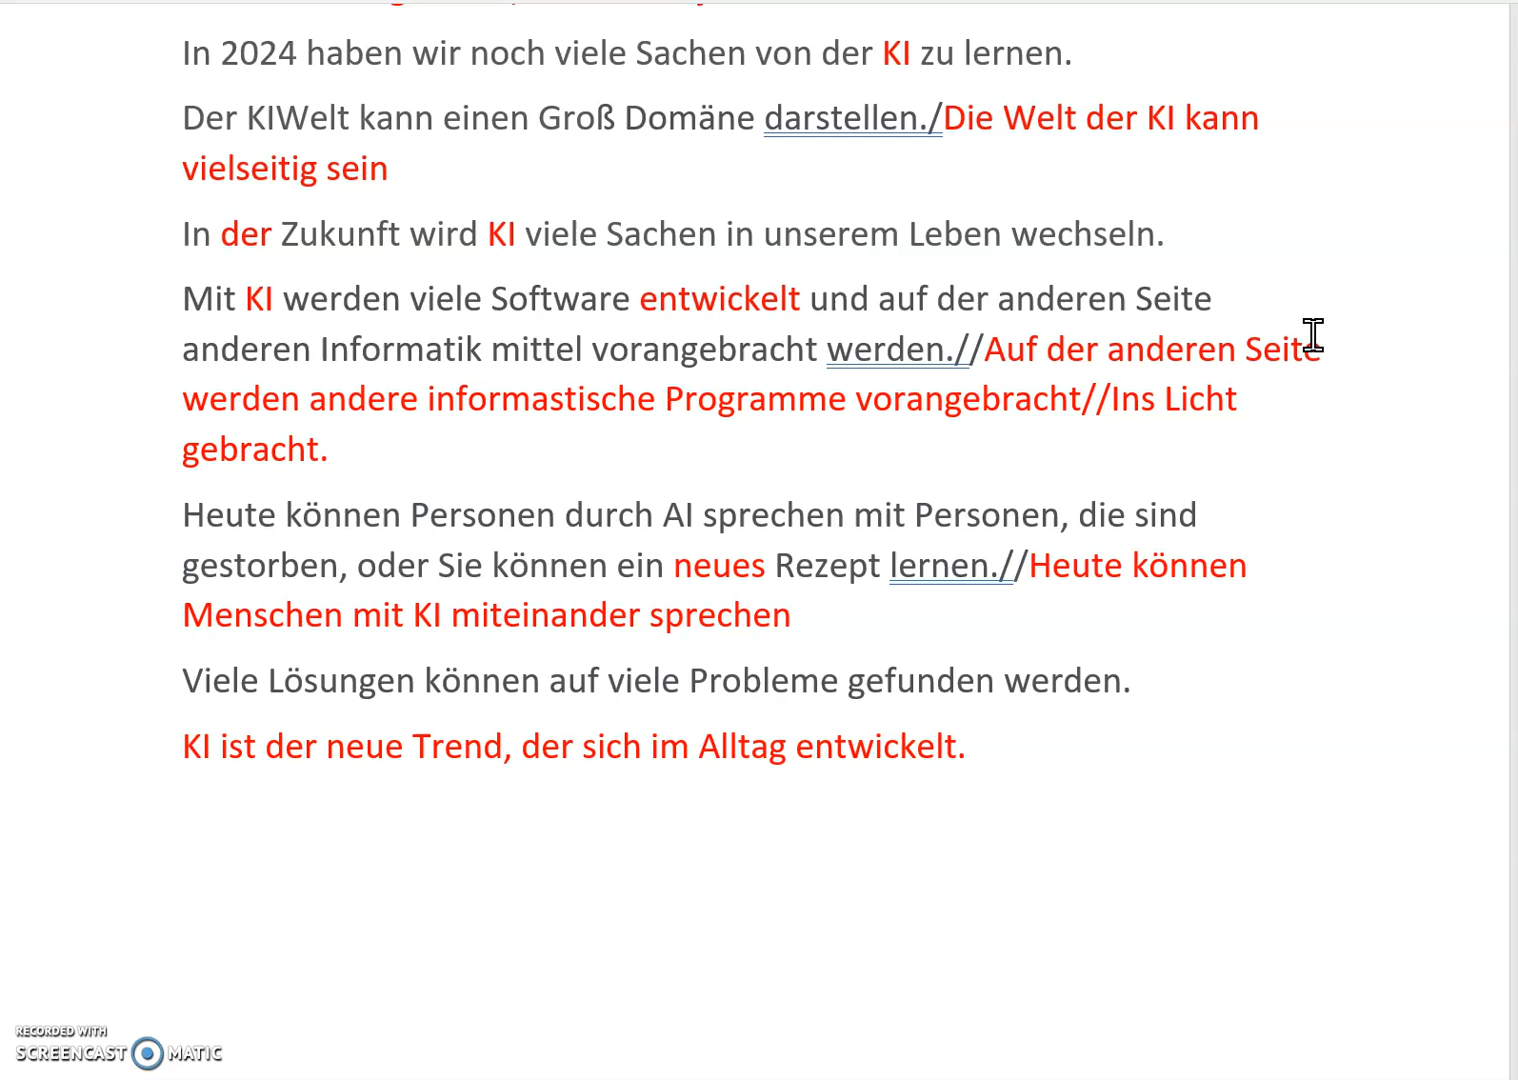 In 2024 haben wir noch viele Sachen von der KI zu lernen.
Der KIWelt kann einen Groß Domäne darstellen./Die Welt der KI kann
vielseitig sein
In der Zukunft wird KI viele Sachen in unserem Leben wechseln.
Mit KI werden viele Software entwickelt und auf der anderen Seite
anderen Informatik mittel vorangebracht werden.//Auf der anderen Seite
werden andere informastische Programme vorangebracht//Ins Licht
gebracht.
Heute können Personen durch AI sprechen mit Personen, die sind
gestorben, oder Sie können ein neues Rezept lernen.//Heute können
Menschen mit KI miteinander sprechen
Viele Lösungen können auf viele Probleme gefunden werden.
KI ist der neue Trend, der sich im Alltag entwickelt.
RECORDED WITH
SCREENCAST MATIC